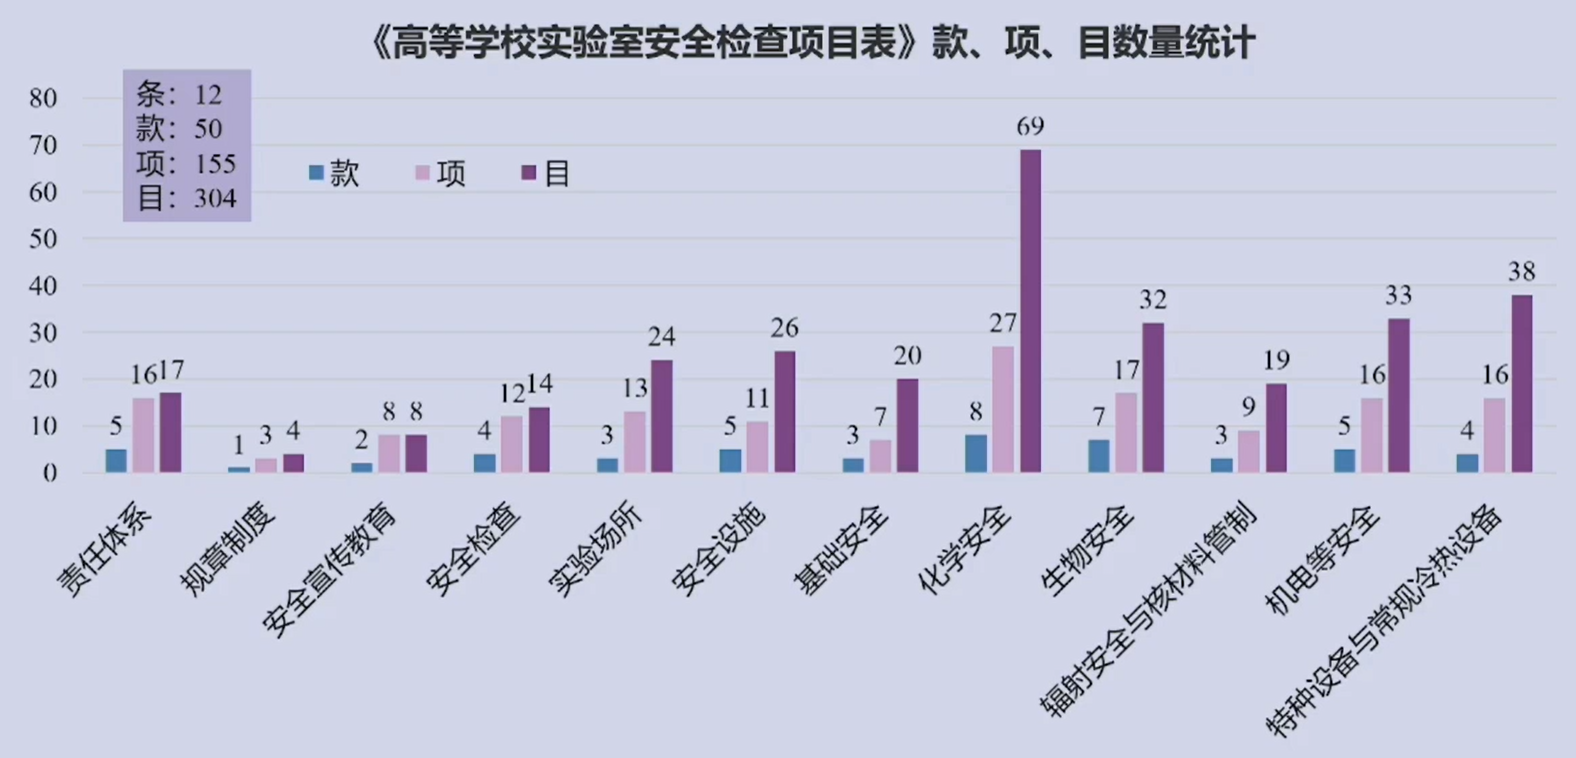 《高等学校实验室安全检查项目表》款、项、目数量统计
条：12
款：50
项：155
目：304
款 项 目
80
70
60
50
40
30
20
10
0
5 16 17
1 3 4
2 8 8
4 12 14
3 13 24
5 11 26
3 7 20
8 27 69
7 17 32
3 9 19
5 16 33
4 16 38
责任体系
规章制度
安全宣传教育
安全检查
实验场所
安全设施
基础安全
化学安全
生物安全
辐射安全与核材料管制
机电等安全
特种设备与常规冷热设备